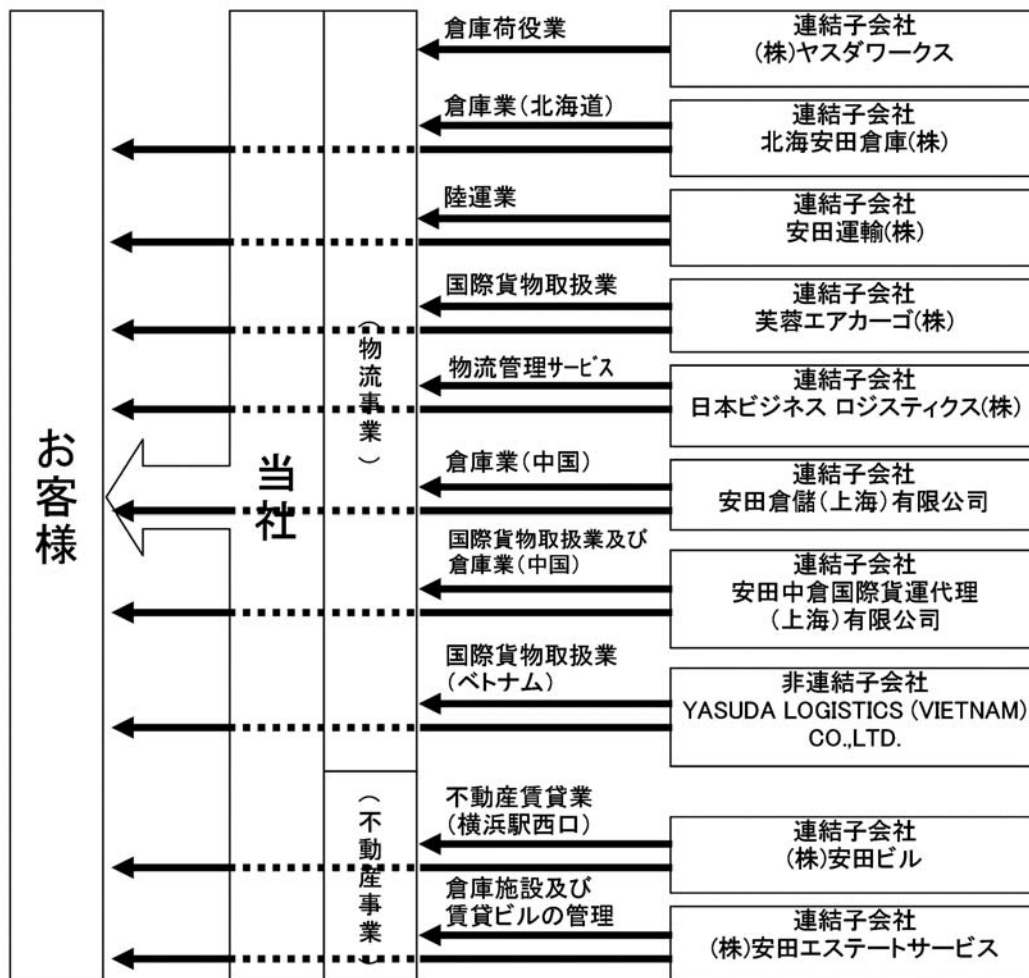 お客様
当社
(物流事業)
(不動産事業)
倉庫荷役業
連結子会社
(株)ヤスダワークス
倉庫業(北海道)
連結子会社
北海安田倉庫(株)
陸運業
連結子会社
安田運輸(株)
国際貨物取扱業
連結子会社
芙蓉エアカーゴ(株)
物流管理サービス
連結子会社
日本ビジネス ロジスティクス(株)
倉庫業(中国)
連結子会社
安田倉儲(上海)有限公司
国際貨物取扱業及び
倉庫業(中国)
連結子会社
安田中倉国際貨運代理
(上海)有限公司
国際貨物取扱業
(ベトナム)
非連結子会社
YASUDA LOGISTICS (VIETNAM)
CO.,LTD.
不動産賃貸業
(横浜駅西口)
連結子会社
(株)安田ビル
倉庫施設及び
賃貸ビルの管理
連結子会社
(株)安田エステートサービス